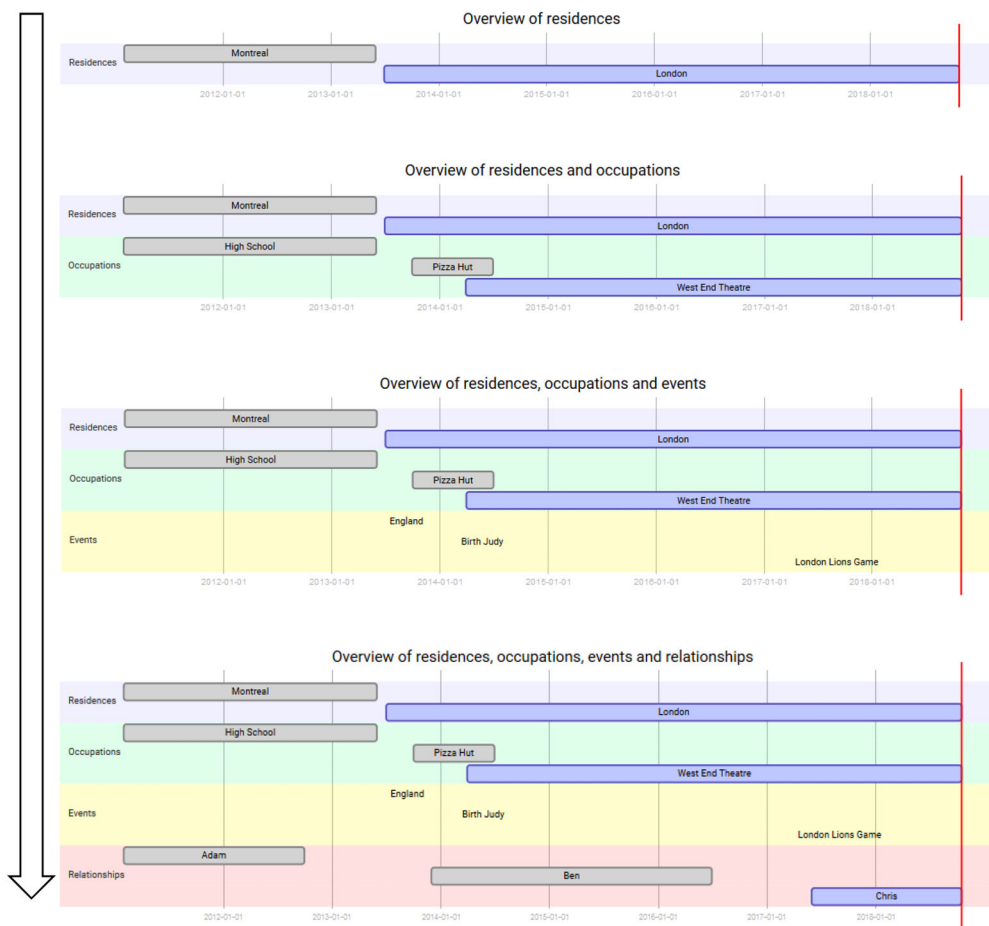 Overview of residences
Residences
Montreal
London
2012-01-01 2013-01-01 2014-01-01 2015-01-01 2016-01-01 2017-01-01 2018-01-01
Overview of residences and occupations
Residences
Montreal
London
Occupations
High School
Pizza Hut
West End Theatre
2012-01-01 2013-01-01 2014-01-01 2015-01-01 2016-01-01 2017-01-01 2018-01-01
Overview of residences, occupations and events
Residences
Montreal
London
Occupations
High School
Pizza Hut
West End Theatre
Events
England
Birth Judy
London Lions Game
2012-01-01 2013-01-01 2014-01-01 2015-01-01 2016-01-01 2017-01-01 2018-01-01
Overview of residences, occupations, events and relationships
Residences
Montreal
London
Occupations
High School
Pizza Hut
West End Theatre
Events
England
Birth Judy
London Lions Game
Relationships
Adam
Ben
Chris
2012-01-01 2013-01-01 2014-01-01 2015-01-01 2016-01-01 2017-01-01 2018-01-01